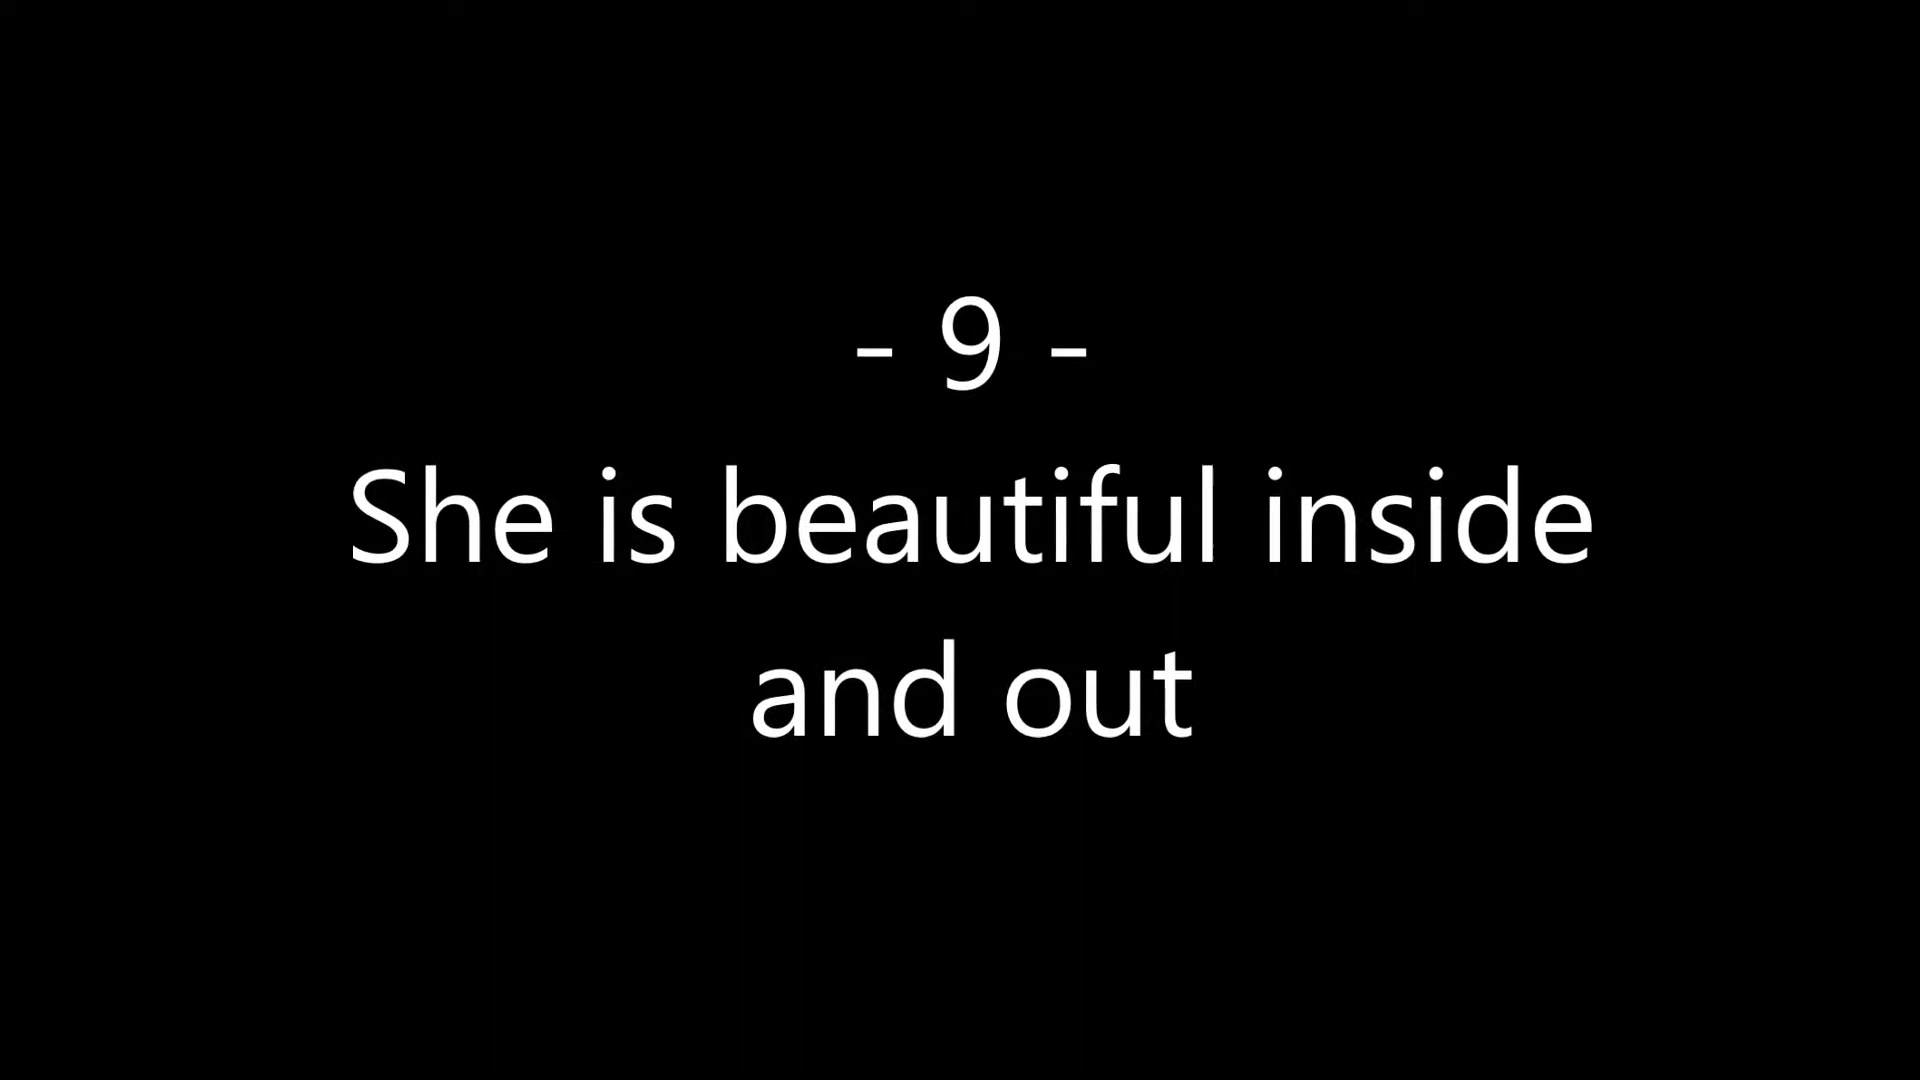 - 9 -
She is beautiful inside
and out